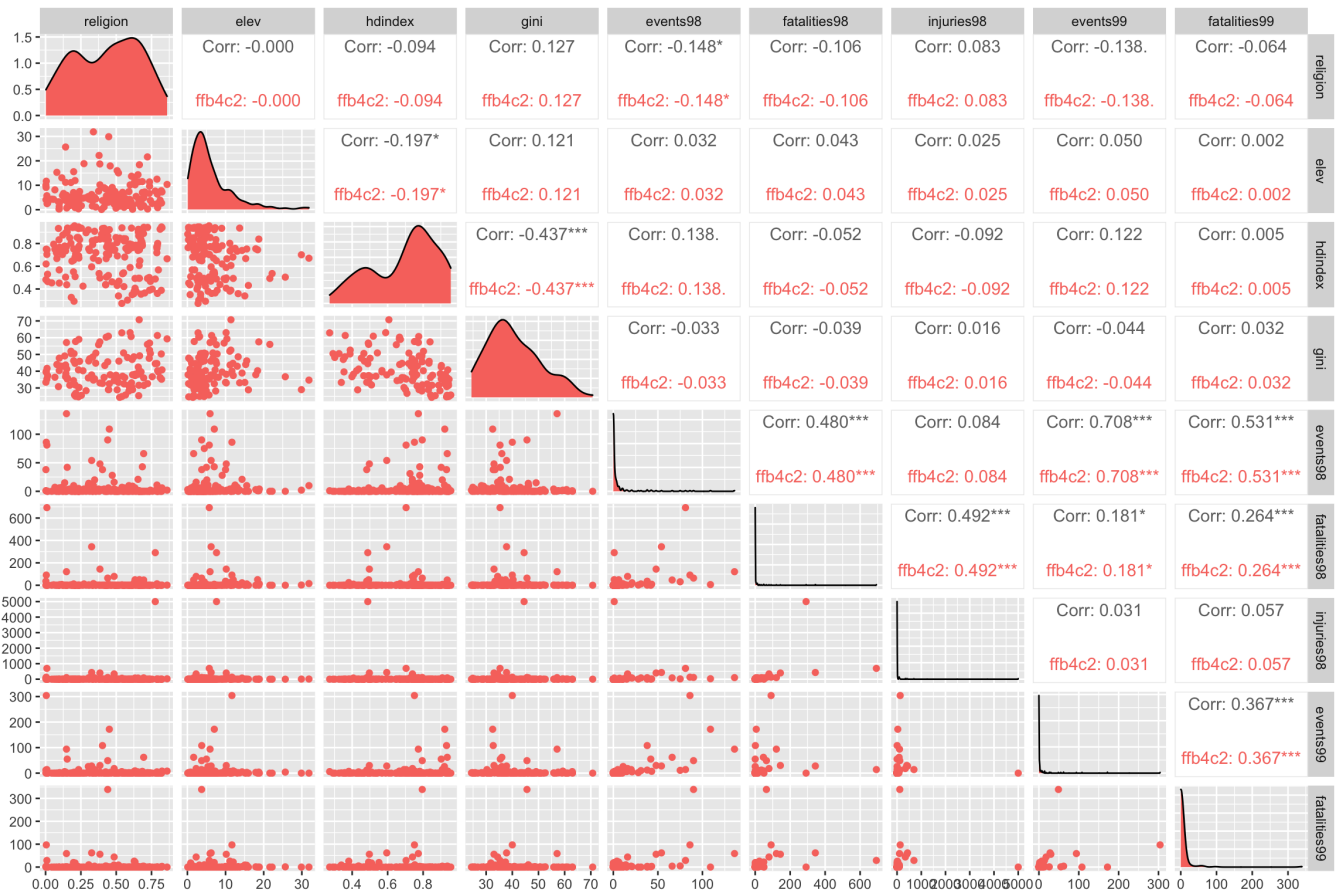 religion elev hdindex gini events98 fatalities98 injuries98 events99 fatalities99
1.5
1.0
0.5
0.0
Corr: -0.000 Corr: -0.094 Corr: 0.127 Corr: -0.148* Corr: -0.106 Corr: 0.083 Corr: -0.138. Corr: -0.064
ffb4c2: -0.000 ffb4c2: -0.094 ffb4c2: 0.127 ffb4c2: -0.148* ffb4c2: -0.106 ffb4c2: 0.083 ffb4c2: -0.138. ffb4c2: -0.064
religion
30
20
10
0
Corr: -0.197* Corr: 0.121 Corr: 0.032 Corr: 0.043 Corr: 0.025 Corr: 0.050 Corr: 0.002
ffb4c2: -0.197* ffb4c2: 0.121 ffb4c2: 0.032 ffb4c2: 0.043 ffb4c2: 0.025 ffb4c2: 0.050 ffb4c2: 0.002
elev
0.8
0.6
0.4
Corr: -0.437*** Corr: 0.138. Corr: -0.052 Corr: -0.092 Corr: 0.122 Corr: 0.005
ffb4c2: -0.437*** ffb4c2: 0.138. ffb4c2: -0.052 ffb4c2: -0.092 ffb4c2: 0.122 ffb4c2: 0.005
hdindex
70
60
50
40
30
Corr: -0.033 Corr: -0.039 Corr: 0.016 Corr: -0.044 Corr: 0.032
ffb4c2: -0.033 ffb4c2: -0.039 ffb4c2: 0.016 ffb4c2: -0.044 ffb4c2: 0.032
gini
100
50
0
Corr: 0.480*** Corr: 0.084 Corr: 0.708*** Corr: 0.531***
ffb4c2: 0.480*** ffb4c2: 0.084 ffb4c2: 0.708*** ffb4c2: 0.531***
events98
600
400
200
0
Corr: 0.492*** Corr: 0.181* Corr: 0.264***
ffb4c2: 0.492*** ffb4c2: 0.181* ffb4c2: 0.264***
fatalities98
5000
4000
3000
2000
1000
0
Corr: 0.031 Corr: 0.057
ffb4c2: 0.031 ffb4c2: 0.057
injuries98
300
200
100
0
Corr: 0.367***
ffb4c2: 0.367***
events99
300
200
100
0
fatalities99
0.00 0.25 0.50 0.75 0 10 20 30 0.4 0.6 0.8 30 40 50 60 70 0 50 100 0 200 400 600 0 1000 2000 3000 4000 5000 0 100 200 300 0 100 200 300